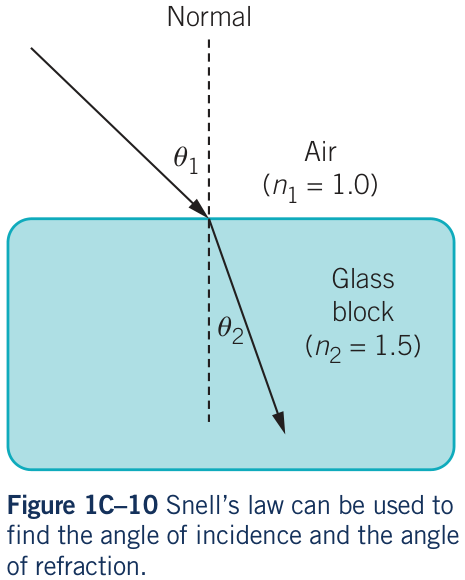 Normal
θ1
Air
(n1 = 1.0)
Glass
block
(n2 = 1.5)
θ2
Figure 1C–10 Snell’s law can be used to
find the angle of incidence and the angle
of refraction.